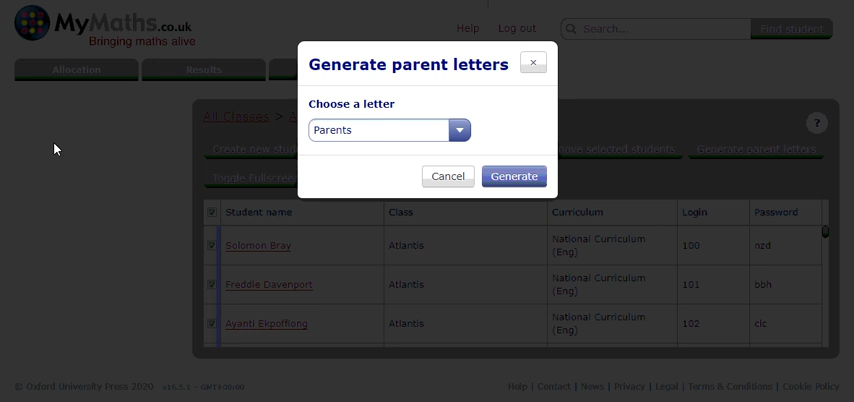 MyMaths.co.uk
Bringing maths alive
Help Log out Search... Find student
Allocation Results
Generate parent letters ×
Choose a letter
Parents
Cancel Generate
All Classes >
?
Create new stud selected students Generate parent letters
Toggle Fullscreen
Student name Class Curriculum Login Password
Solomon Bray Atlantis National Curriculum (Eng) 100 nzd
Freddie Davenport Atlantis National Curriculum (Eng) 101 bbh
Ayanti Ekpoffiong Atlantis National Curriculum (Eng) 102 clc
© Oxford University Press 2020
Help | Contact | News | Privacy | Legal | Terms & Conditions | Cookie Policy